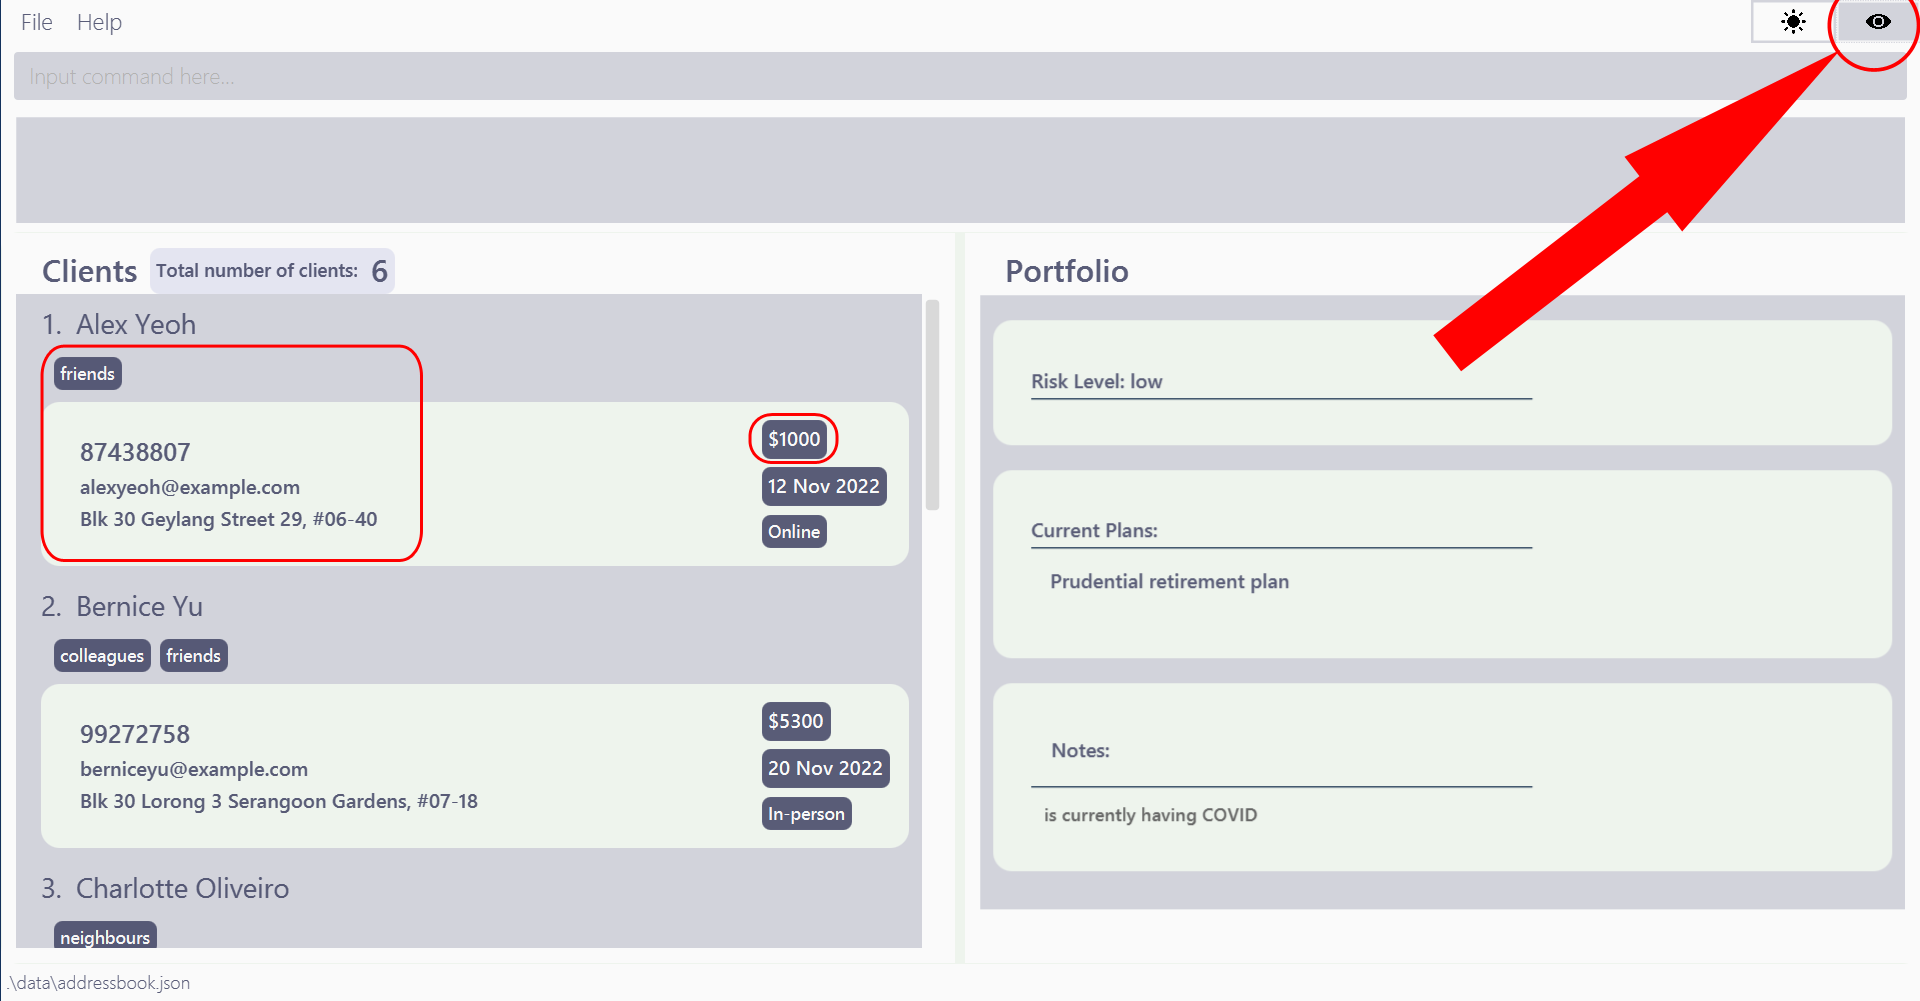 File Help
Input command here...
Clients Total number of clients: 6
1. Alex Yeoh
friends
87438807
alexyeoh@example.com
Blk 30 Geylang Street 29, #06-40
$1000
12 Nov 2022
Online
2. Bernice Yu
colleagues friends
99272758
berniceyu@example.com
Blk 30 Lorong 3 Serangoon Gardens, #07-18
$5300
20 Nov 2022
In-person
3. Charlotte Oliveiro
neighbours
Portfolio
Risk Level: low
Current Plans:
Prudential retirement plan
Notes:
is currently having COVID
.\data\addressbook.json